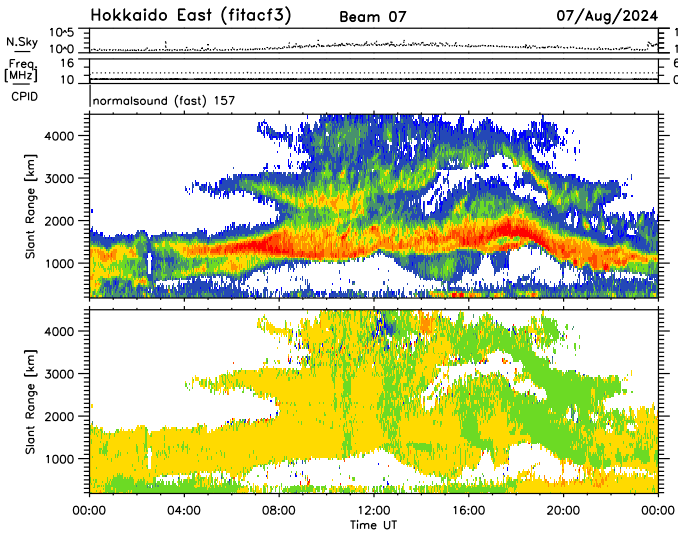 Hokkaido East (fitacf3) Beam 07 07/Aug/2024
N.Sky 10^5 10^0 1 1
Freq. [MHz] 16 10 6 0
CPID normalsound (fast) 157
Slant Range [km] 4000 3000 2000 1000
Slant Range [km] 4000 3000 2000 1000
00:00 04:00 08:00 12:00 16:00 20:00 00:00
Time UT